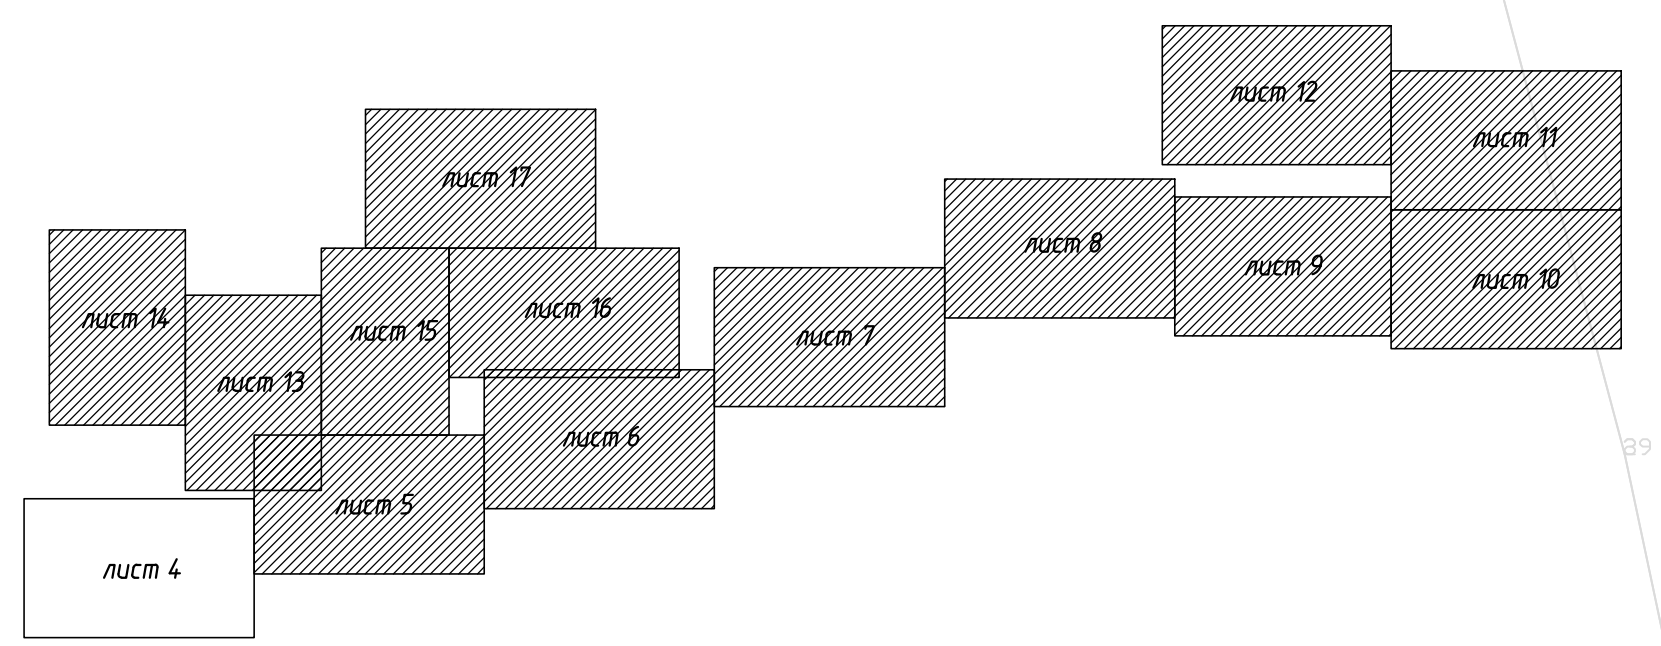 лист 12
лист 11
лист 17
лист 8
лист 9
лист 10
лист 14
лист 16
лист 15
лист 7
лист 13
лист 6
39
лист 5
лист 4